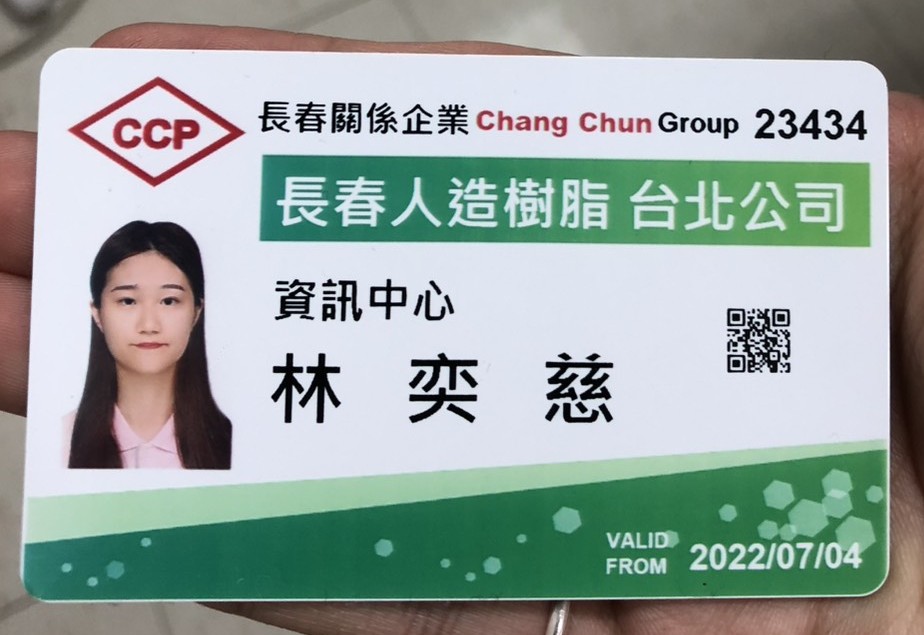 CCP
長春關係企業 Chang Chun Group 23434
長春人造樹脂 台北公司
資訊中心
林 奕 慈
VALID
FROM 2022/07/04